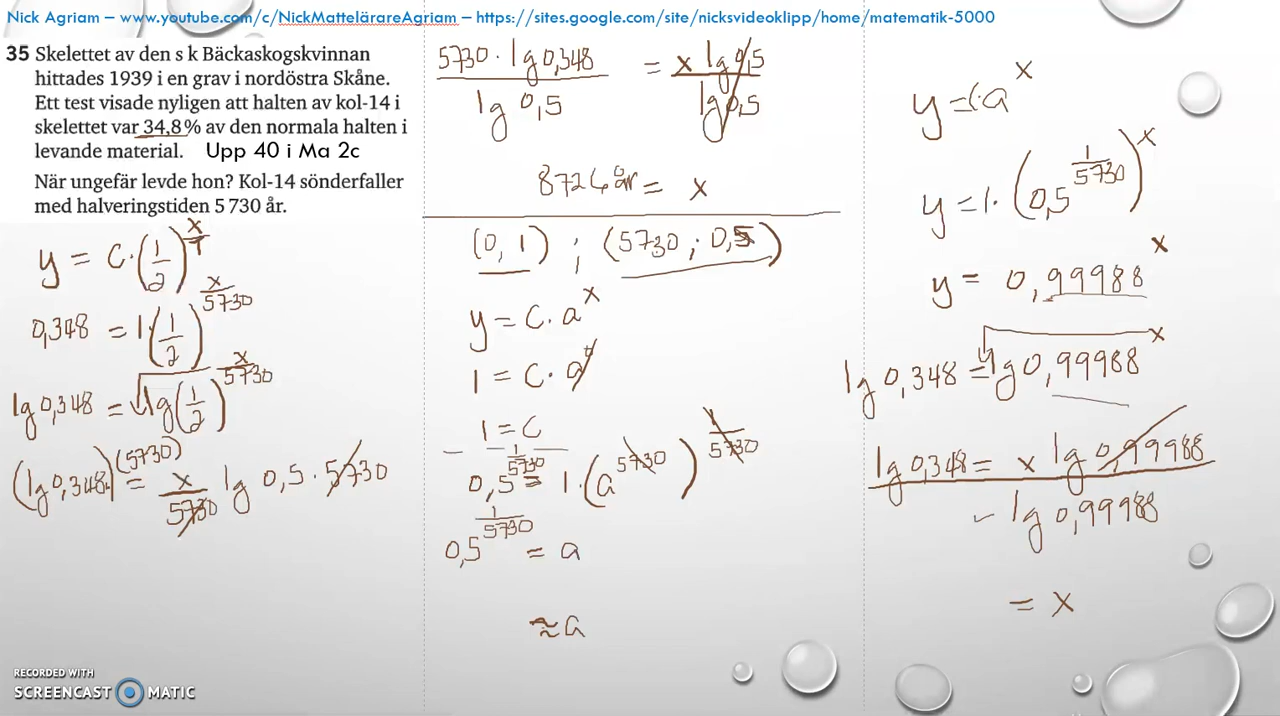 Nick Agriam – www.youtube.com/c/NickMattelärareAgriam – https://sites.google.com/site/nicksvideoklipp/home/matematik-5000
35 Skelettet av den s k Bäckaskogskvinnan
hittades 1939 i en grav i nordöstra Skåne.
Ett test visade nyligen att halten av kol-14 i
skelettet var 34,8% av den normala halten i
levande material. Upp 40 i Ma 2c
När ungefär levde hon? Kol-14 sönderfaller
med halveringstiden 5 730 år.
y = C·(1/2)^(x/T)
0,348 = 1·(1/2)^(x/5730)
lg 0,348 = lg(1/2)^(x/5730)
(lg 0,348)·(5730) = x/5730 lg 0,5 · 5730
5730 · lg 0,348 / lg 0,5 = x lg 0,5 / lg 0,5
8726 år = x
(0, 1) ; (5730 ; 0,5)
y = C · a^x
1 = C · a^0
1 = C
0,5^(1/5730) = 1·(a^5730)^(1/5730)
0,5^(1/5730) = a
≈ a
y = C·a^x
y = 1·(0,5^(1/5730))^x
y = 0,99988^x
lg 0,348 = lg 0,99988^x
lg 0,348 = x lg 0,99988
lg 0,99988
= x
RECORDED WITH
SCREENCAST MATIC